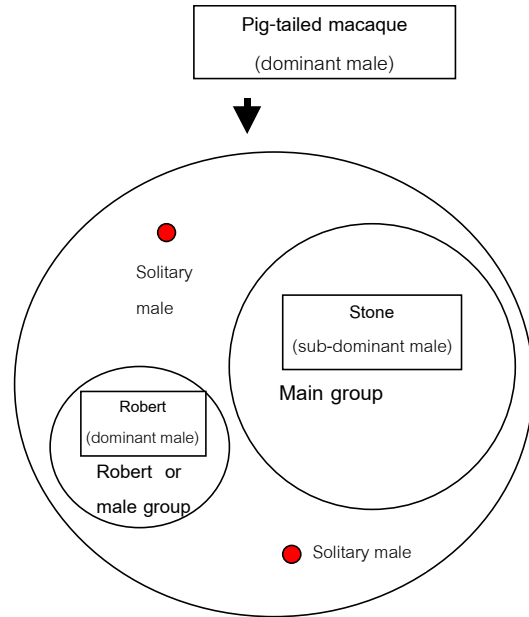 Pig-tailed macaque
(dominant male)
Solitary
male
Stone
(sub-dominant male)
Main group
Robert
(dominant male)
Robert or
male group
Solitary male